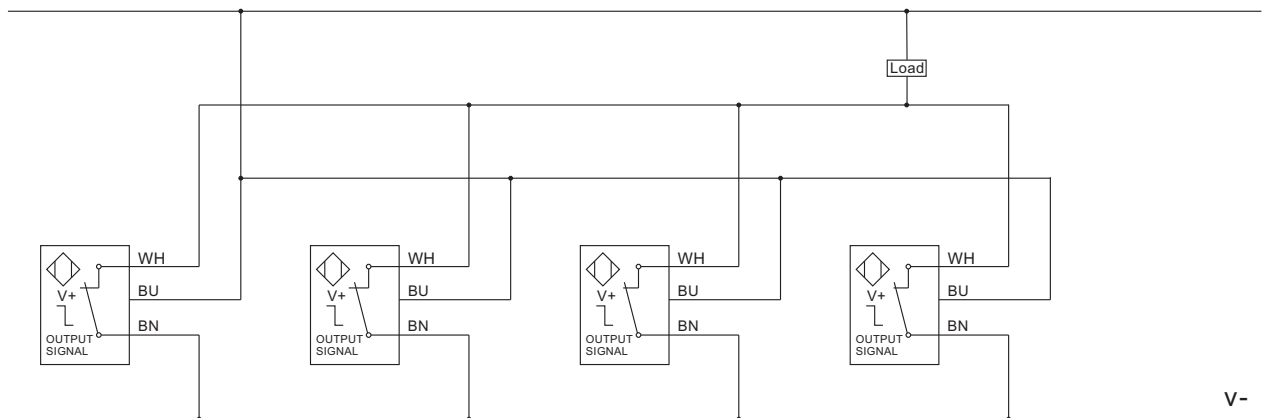 Load
WH
BU
BN
V+
OUTPUT
SIGNAL
WH
BU
BN
V+
OUTPUT
SIGNAL
WH
BU
BN
V+
OUTPUT
SIGNAL
WH
BU
BN
V+
OUTPUT
SIGNAL
V-